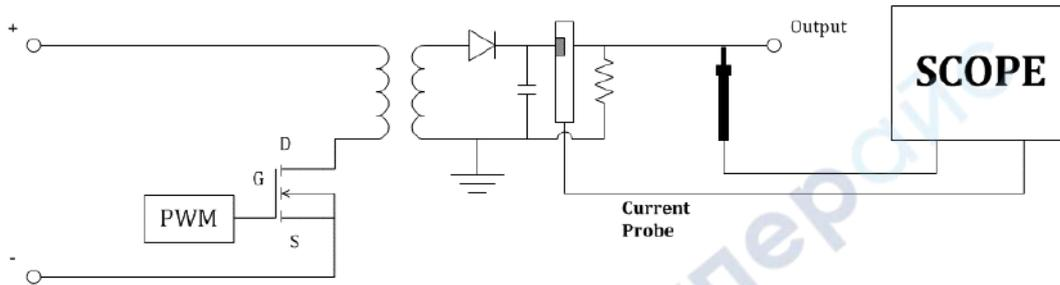 +
Output
SCOPE
D
G
PWM
S
Current
Probe
-